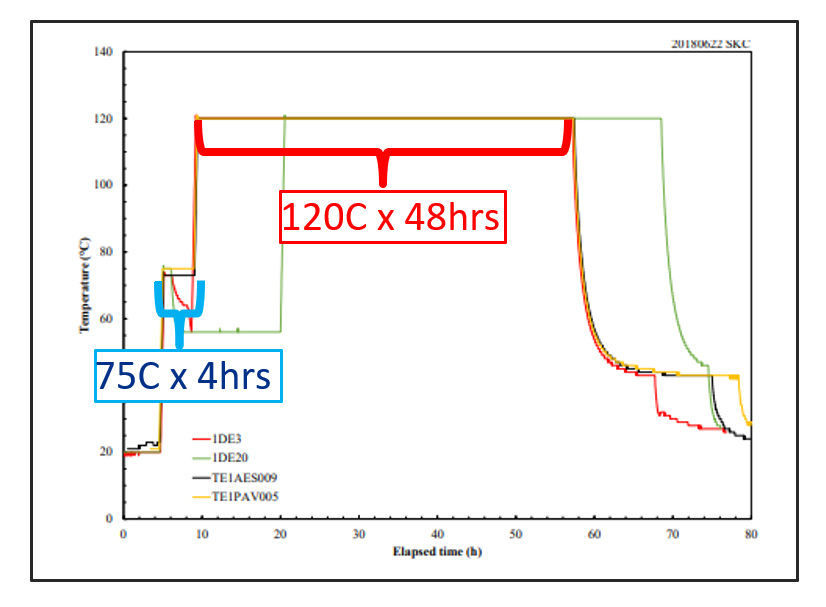 20180622 SKC
140
120
100
80
60
20
0
Temperature (°C)
120C x 48hrs
75C x 4hrs
1DE3
1DE20
TE1AES009
TE1PAV005
0 10 20 30 40 50 60 70 80
Elapsed time (h)